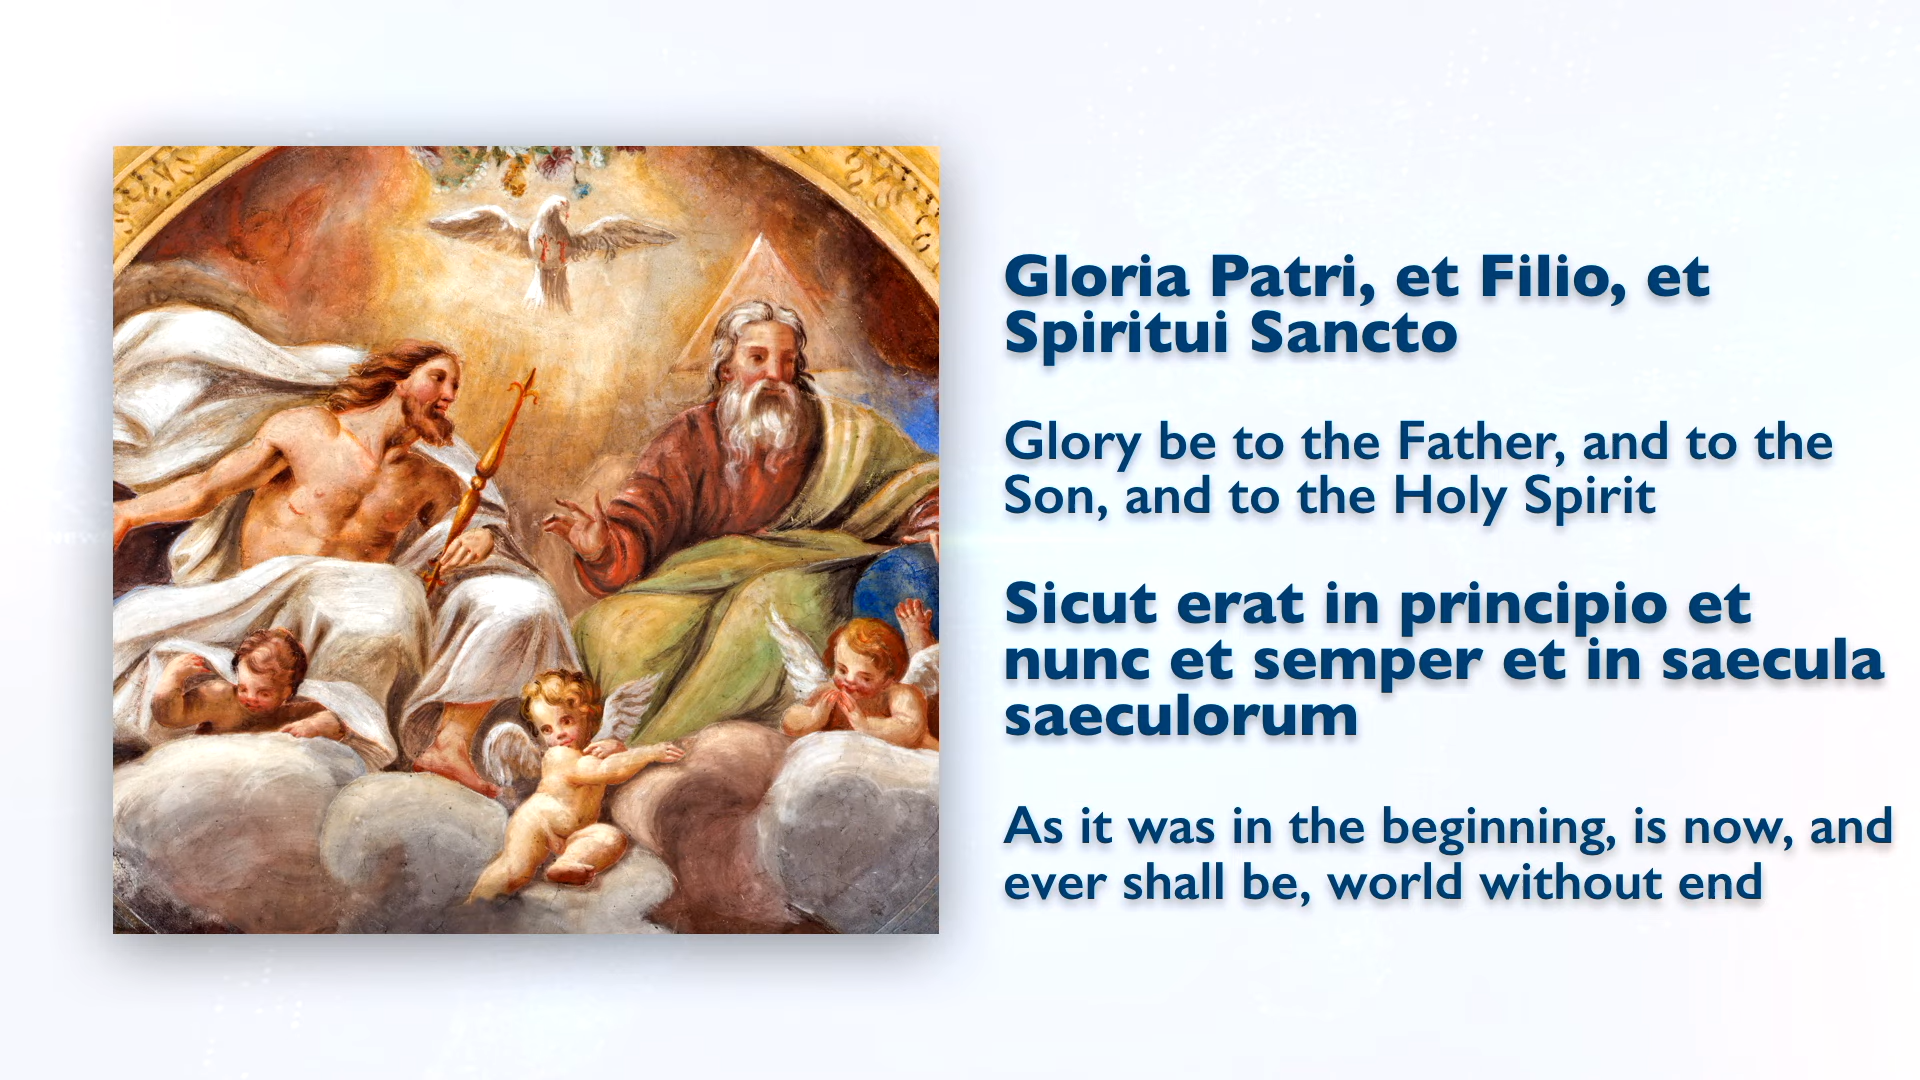 Gloria Patri, et Filio, et
Spiritui Sancto
Glory be to the Father, and to the
Son, and to the Holy Spirit
Sicut erat in principio et
nunc et semper et in saecula
saeculorum
As it was in the beginning, is now, and
ever shall be, world without end